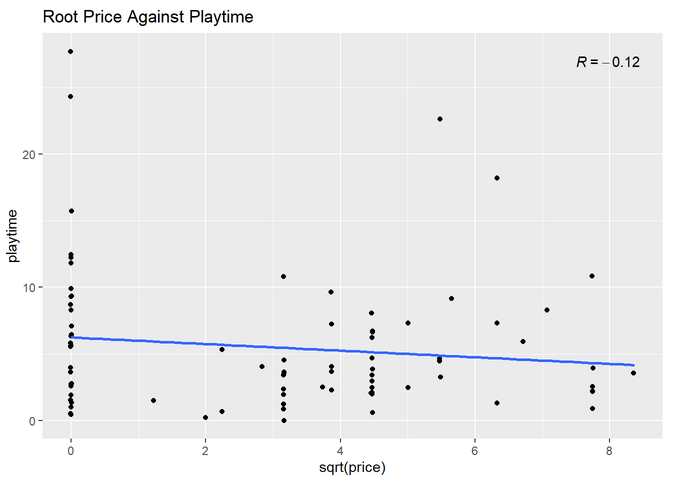 Root Price Against Playtime
R = −0.12
playtime
20
10
0
0 2 4 6 8
sqrt(price)